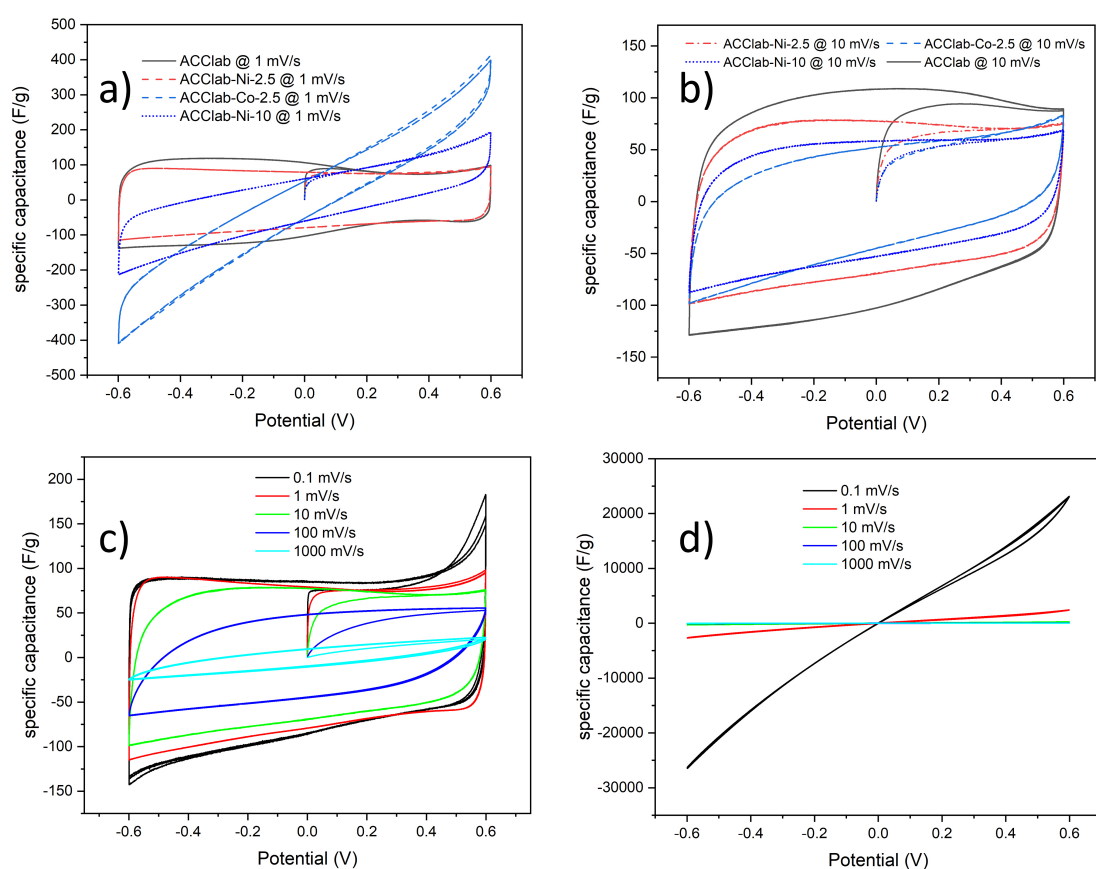 a)
500
400
300
200
100
0
-100
-200
-300
-400
-500
specific capacitance (F/g)
ACClab @ 1 mV/s
ACClab-Ni-2.5 @ 1 mV/s
ACClab-Co-2.5 @ 1 mV/s
ACClab-Ni-10 @ 1 mV/s
-0.6 -0.4 -0.2 0.0 0.2 0.4 0.6
Potential (V)
b)
150
100
50
0
-50
-100
-150
specific capacitance (F/g)
ACClab-Ni-2.5 @ 10 mV/s ACClab-Co-2.5 @ 10 mV/s
ACClab-Ni-10 @ 10 mV/s ACClab @ 10 mV/s
-0.6 -0.4 -0.2 0.0 0.2 0.4 0.6
Potential (V)
c)
200
150
100
50
0
-50
-100
-150
specific capacitance (F/g)
0.1 mV/s
1 mV/s
10 mV/s
100 mV/s
1000 mV/s
-0.6 -0.4 -0.2 0.0 0.2 0.4 0.6
Potential (V)
d)
30000
20000
10000
0
-10000
-20000
-30000
specific capacitance (F/g)
0.1 mV/s
1 mV/s
10 mV/s
100 mV/s
1000 mV/s
-0.6 -0.4 -0.2 0.0 0.2 0.4 0.6
Potential (V)